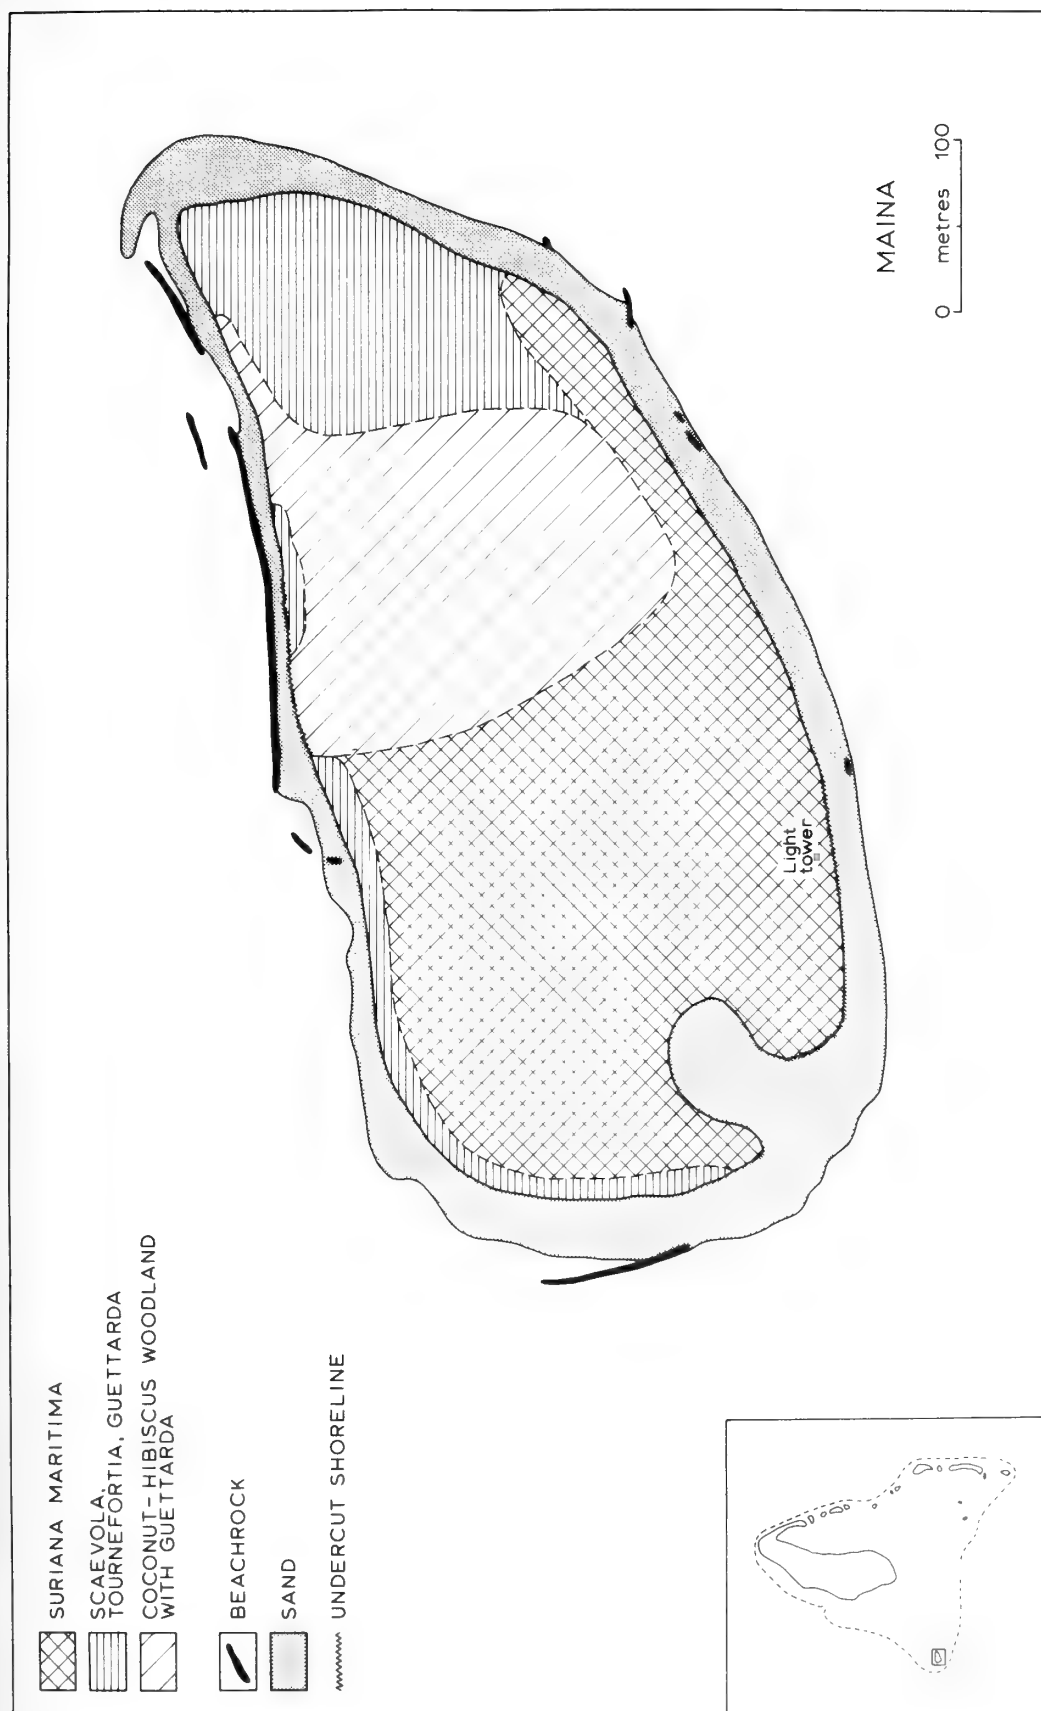 SURIANA MARITIMA
SCAEVOLA,
TOURNEFORTIA, GUETTARDA
COCONUT-HIBISCUS WOODLAND
WITH GUETTARDA
BEACHROCK
SAND
UNDERCUT SHORELINE
Light
tower
MAINA
0 metres 100